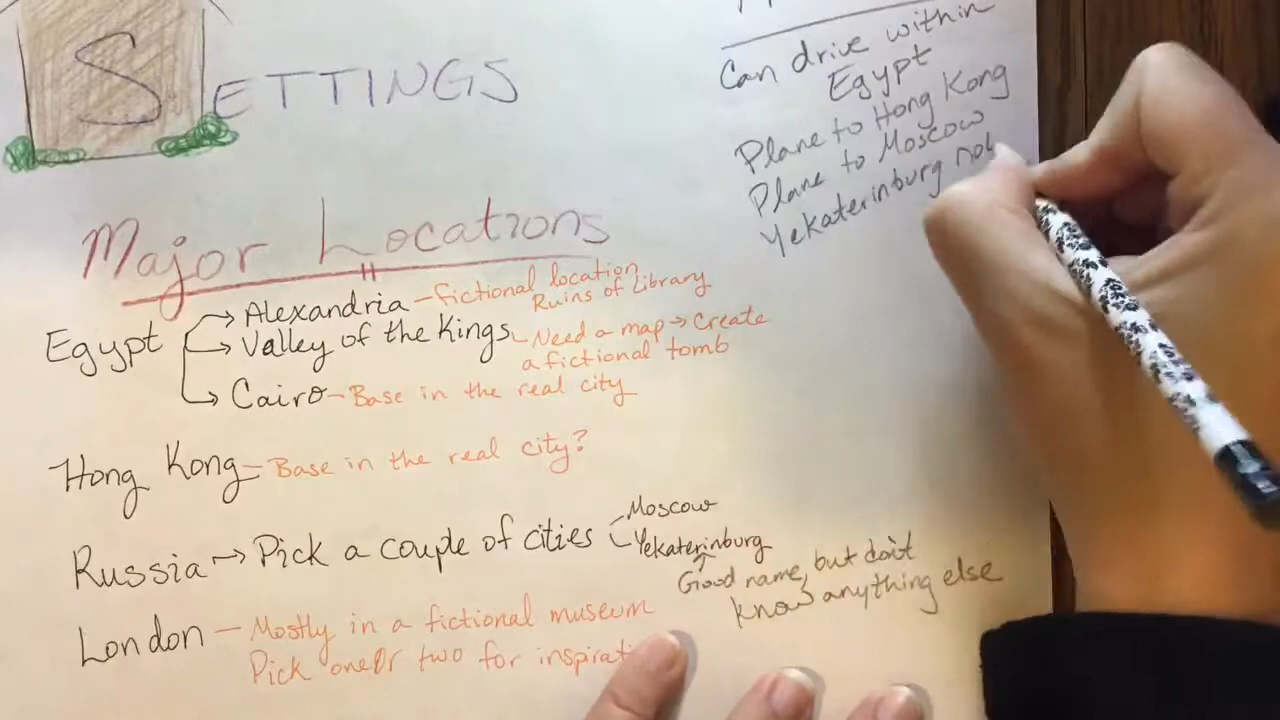 SETTINGS
Can drive within
Egypt
Plane to Hong Kong
Plane to Moscow
Yekaterinburg
Major Locations
Egypt
Alexandria - fictional location
Ruins of Library
Valley of the Kings - Need a map → Create
a fictional tomb
Cairo - Base in the real city
Hong Kong - Base in the real city?
Russia → Pick a couple of cities
Moscow
Yekaterinburg
Good name, but don't
know anything else
London - Mostly in a fictional museum
Pick one or two for